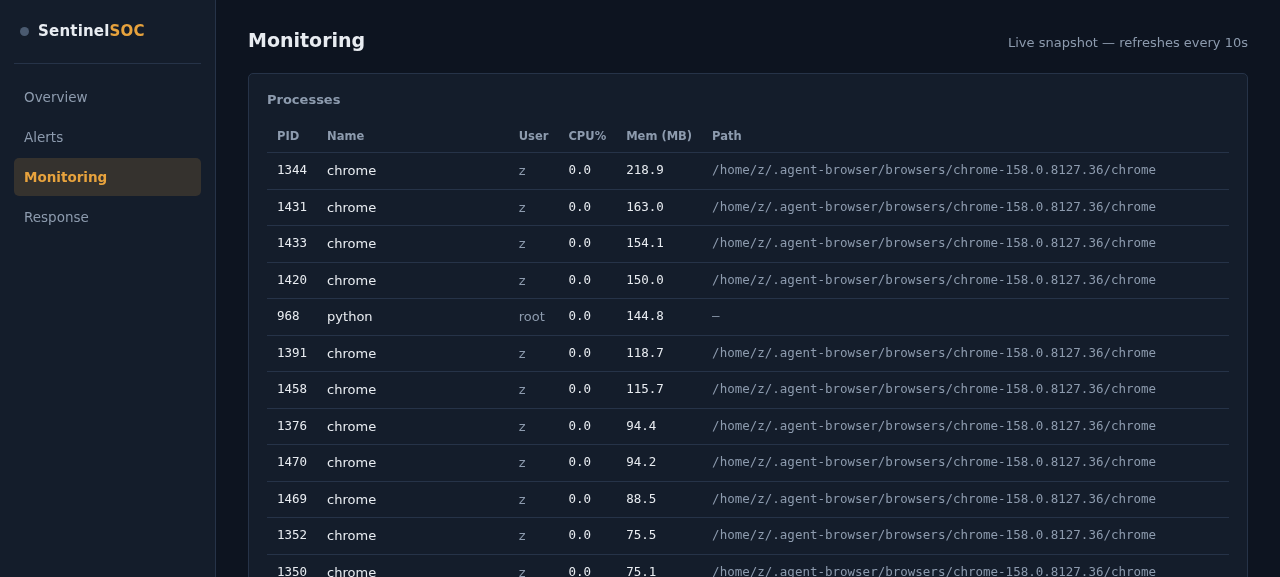 SentinelSOC
Overview
Alerts
Monitoring
Response
Monitoring
Live snapshot — refreshes every 10s
Processes
PID Name User CPU% Mem (MB) Path
1344 chrome z 0.0 218.9 /home/z/.agent-browser/browsers/chrome-158.0.8127.36/chrome
1431 chrome z 0.0 163.0 /home/z/.agent-browser/browsers/chrome-158.0.8127.36/chrome
1433 chrome z 0.0 154.1 /home/z/.agent-browser/browsers/chrome-158.0.8127.36/chrome
1420 chrome z 0.0 150.0 /home/z/.agent-browser/browsers/chrome-158.0.8127.36/chrome
968 python root 0.0 144.8 —
1391 chrome z 0.0 118.7 /home/z/.agent-browser/browsers/chrome-158.0.8127.36/chrome
1458 chrome z 0.0 115.7 /home/z/.agent-browser/browsers/chrome-158.0.8127.36/chrome
1376 chrome z 0.0 94.4 /home/z/.agent-browser/browsers/chrome-158.0.8127.36/chrome
1470 chrome z 0.0 94.2 /home/z/.agent-browser/browsers/chrome-158.0.8127.36/chrome
1469 chrome z 0.0 88.5 /home/z/.agent-browser/browsers/chrome-158.0.8127.36/chrome
1352 chrome z 0.0 75.5 /home/z/.agent-browser/browsers/chrome-158.0.8127.36/chrome
1350 chrome z 0.0 75.1 /home/z/.agent-browser/browsers/chrome-158.0.8127.36/chrome